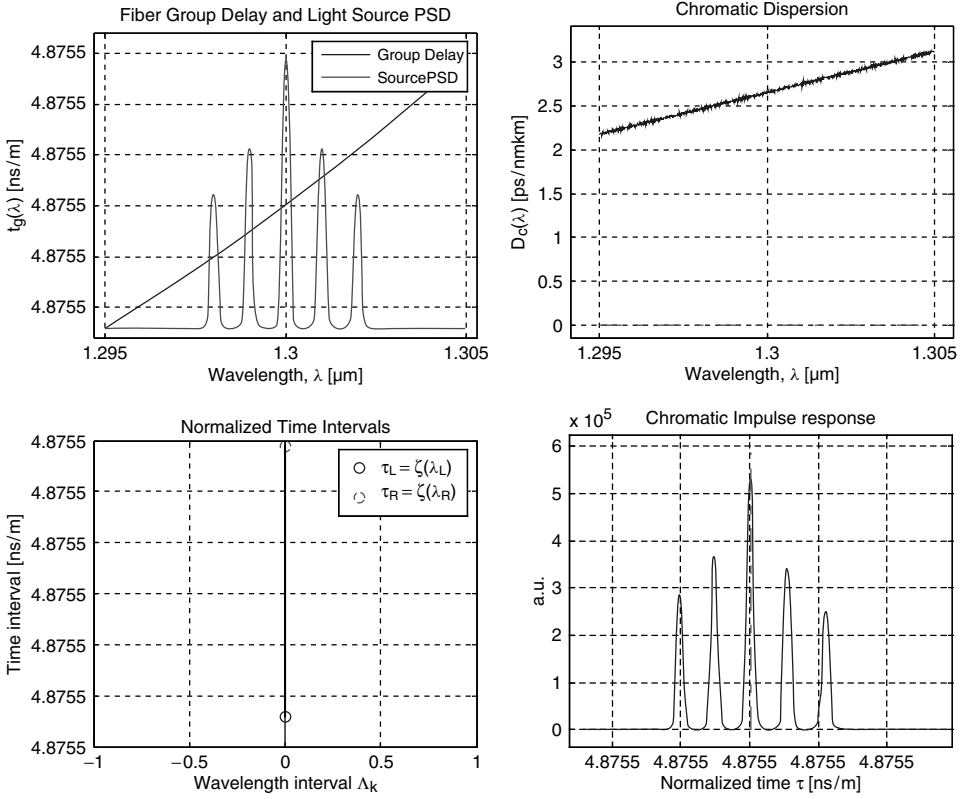 Fiber Group Delay and Light Source PSD
4.8755
4.8755
4.8755
4.8755
4.8755
4.8755
t_g(λ) [ns/m]
Group Delay
SourcePSD
1.295
1.3
1.305
Wavelength, λ [μm]
Chromatic Dispersion
3
2.5
2
1.5
1
0.5
0
D_c(λ) [ps/nmkm]
1.295
1.3
1.305
Wavelength, λ [μm]
Normalized Time Intervals
4.8755
4.8755
4.8755
4.8755
4.8755
4.8755
4.8755
Time interval [ns/m]
τ_L = ζ(λ_L)
τ_R = ζ(λ_R)
−1
−0.5
0
0.5
1
Wavelength interval Λ_k
x 10^5
Chromatic Impulse response
6
5
4
3
2
1
0
a.u.
4.8755
4.8755
4.8755
4.8755
4.8755
Normalized time τ [ns/m]